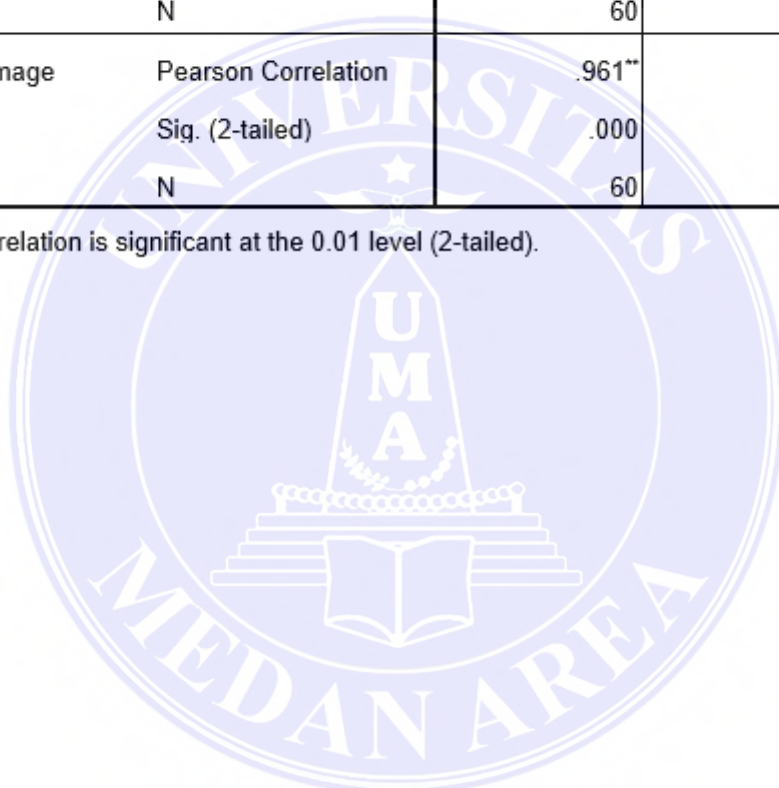 N 60
mage Pearson Correlation .961**
Sig. (2-tailed) .000
N 60
relation is significant at the 0.01 level (2-tailed).
UNIVERSITAS
U
M
A
MEDAN AREA